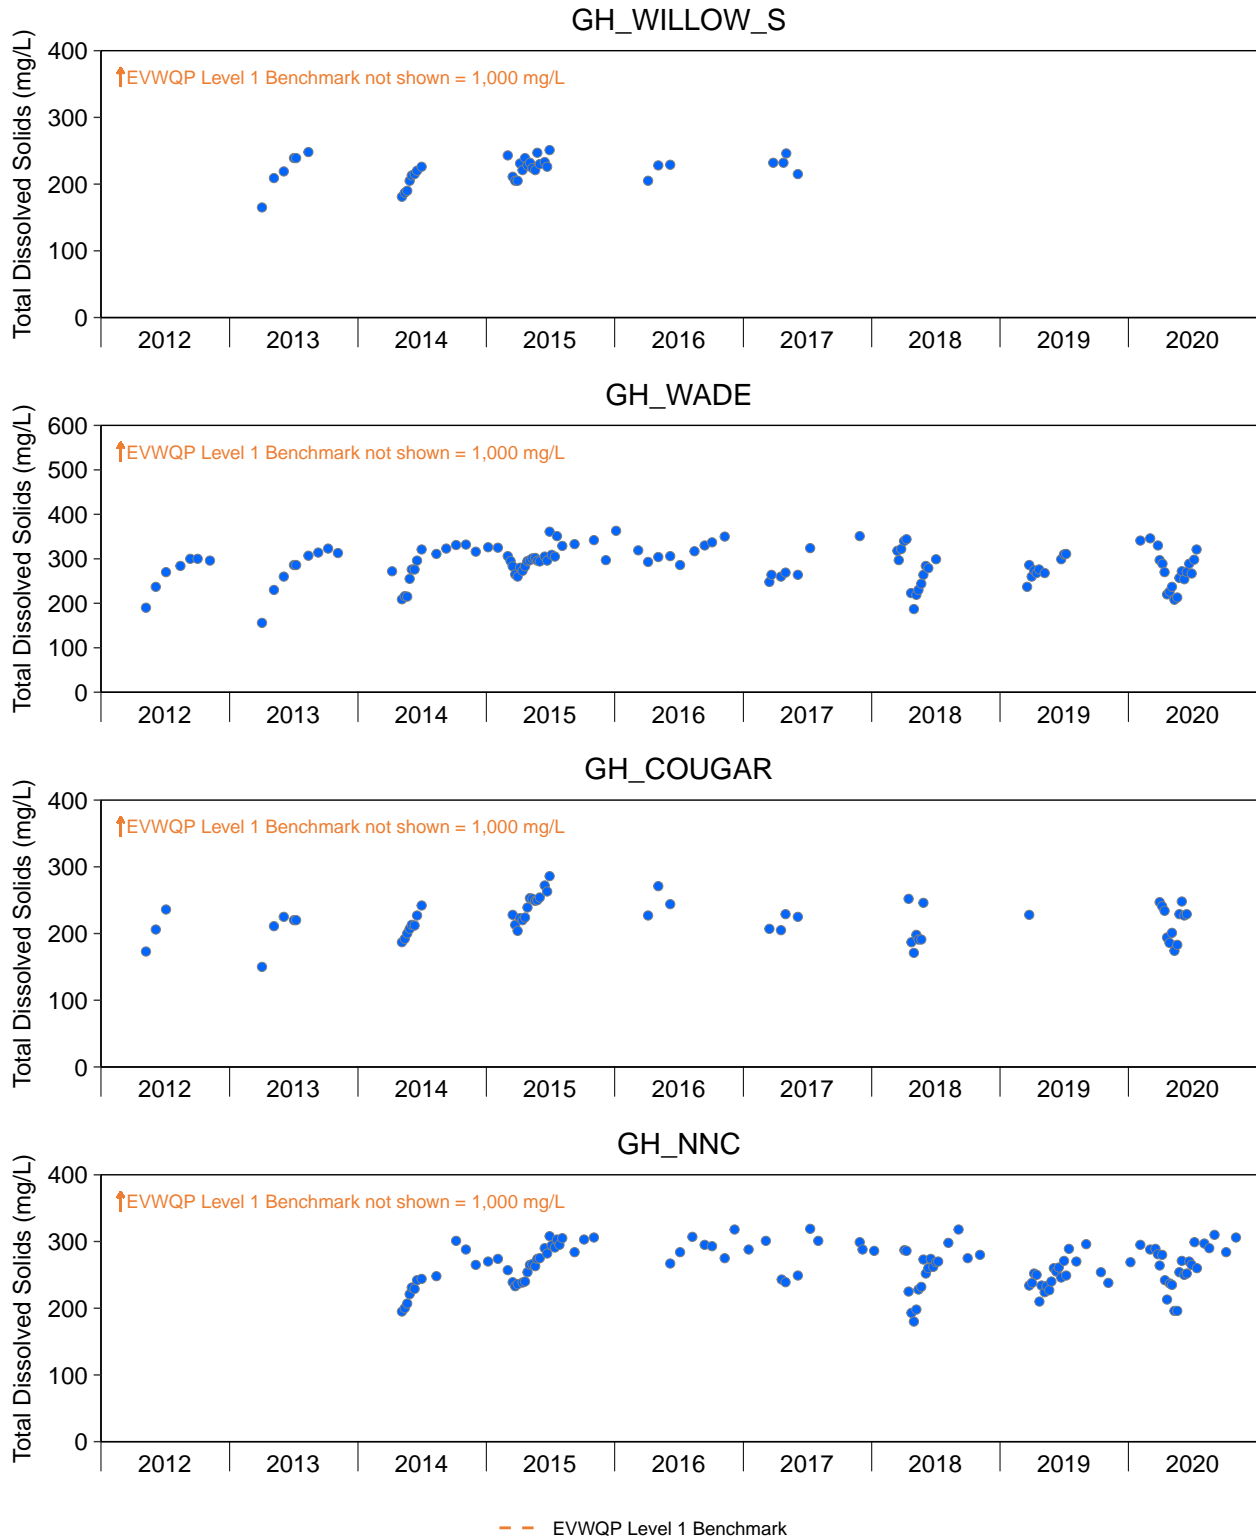 GH_WILLOW_S
Total Dissolved Solids (mg/L)
400
300
200
100
0
EVWQP Level 1 Benchmark not shown = 1,000 mg/L
2012 2013 2014 2015 2016 2017 2018 2019 2020
GH_WADE
Total Dissolved Solids (mg/L)
600
500
400
300
200
100
0
EVWQP Level 1 Benchmark not shown = 1,000 mg/L
2012 2013 2014 2015 2016 2017 2018 2019 2020
GH_COUGAR
Total Dissolved Solids (mg/L)
400
300
200
100
0
EVWQP Level 1 Benchmark not shown = 1,000 mg/L
2012 2013 2014 2015 2016 2017 2018 2019 2020
GH_NNC
Total Dissolved Solids (mg/L)
400
300
200
100
0
EVWQP Level 1 Benchmark not shown = 1,000 mg/L
2012 2013 2014 2015 2016 2017 2018 2019 2020
EVWQP Level 1 Benchmark